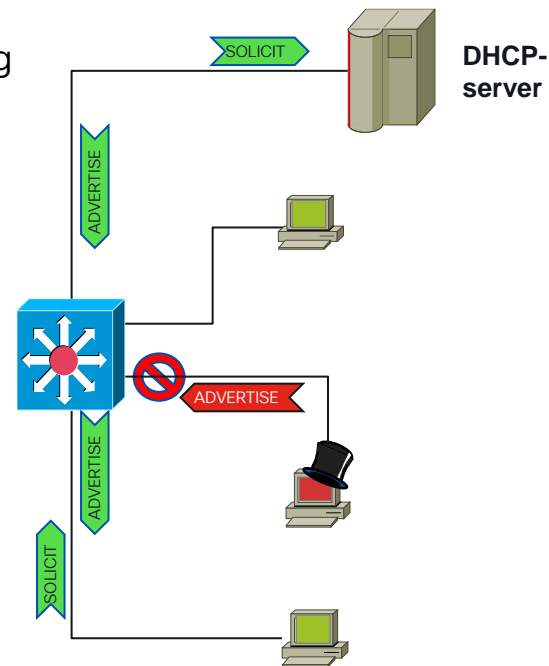 g
SOLICIT
DHCP-
server
ADVERTISE
ADVERTISE
ADVERTISE
SOLICIT